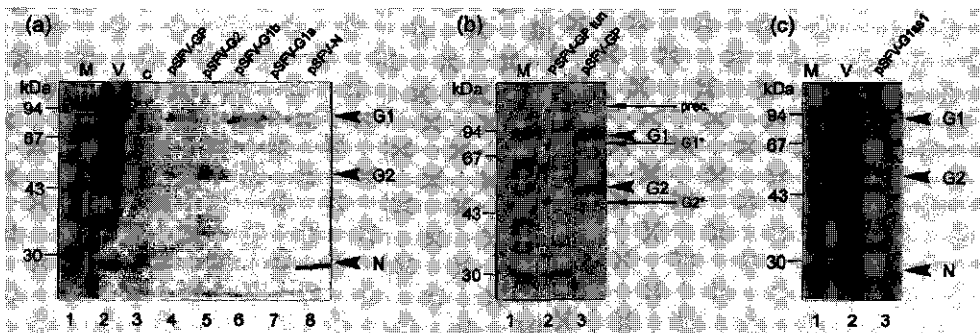 (a)
M V c pSFV-GP pSFV-G2 pSFV-G1b pSFV-G1a pSFV-N
kDa
94
67
43
30
G1
G2
N
1 2 3 4 5 6 7 8
(b)
M pSFV-GP tun pSFV-GP
kDa
94
67
43
30
prec.
G1
G1*
G2
G2*
1 2 3
(c)
M V
kDa
94
67
43
30
G1
G2
N
1 2 3